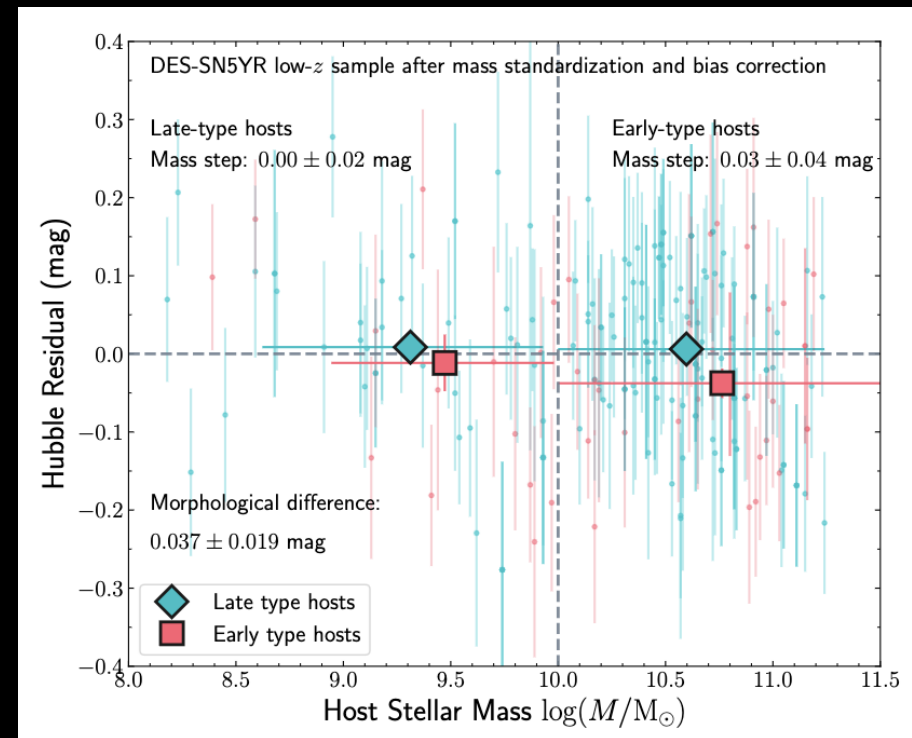 DES-SN5YR low-z sample after mass standardization and bias correction
Late-type hosts
Mass step: 0.00 ± 0.02 mag
Early-type hosts
Mass step: 0.03 ± 0.04 mag
Morphological difference:
0.037 ± 0.019 mag
Late type hosts
Early type hosts
Hubble Residual (mag)
0.4
0.3
0.2
0.1
0.0
−0.1
−0.2
−0.3
−0.4
8.0 8.5 9.0 9.5 10.0 10.5 11.0 11.5
Host Stellar Mass log(M/M☉)